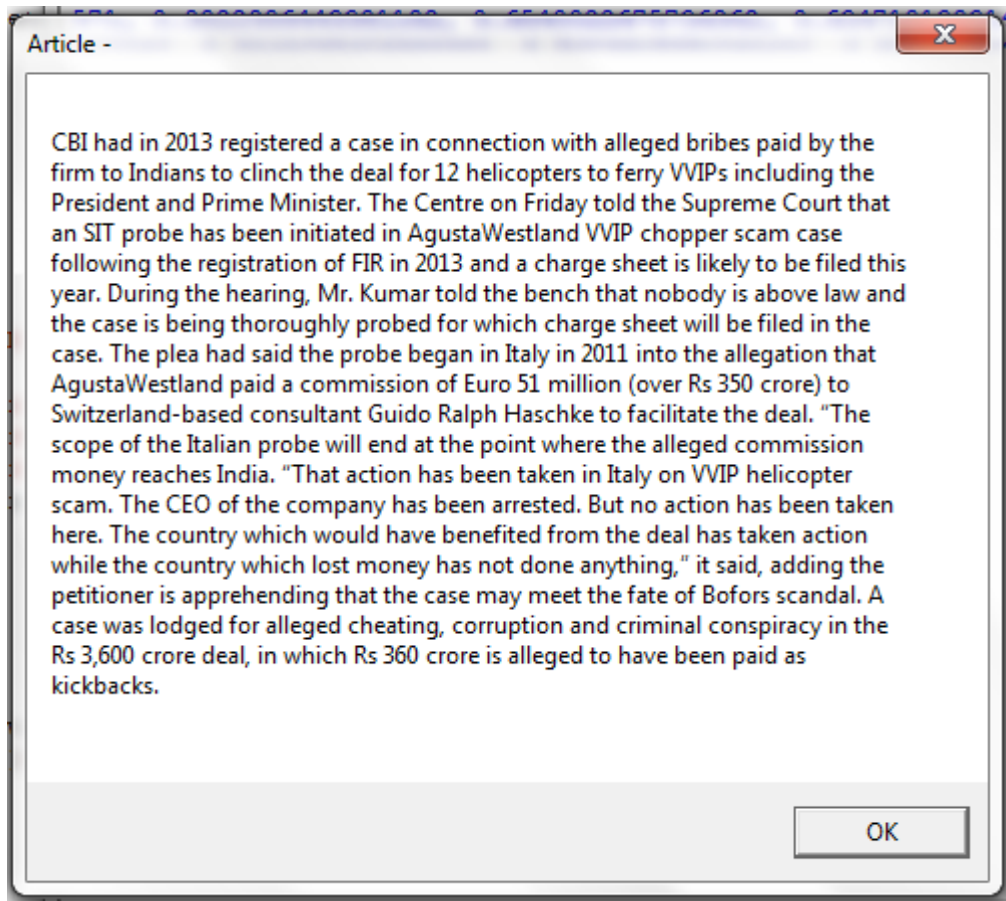 Article -
CBI had in 2013 registered a case in connection with alleged bribes paid by the
firm to Indians to clinch the deal for 12 helicopters to ferry VVIPs including the
President and Prime Minister. The Centre on Friday told the Supreme Court that
an SIT probe has been initiated in AgustaWestland VVIP chopper scam case
following the registration of FIR in 2013 and a charge sheet is likely to be filed this
year. During the hearing, Mr. Kumar told the bench that nobody is above law and
the case is being thoroughly probed for which charge sheet will be filed in the
case. The plea had said the probe began in Italy in 2011 into the allegation that
AgustaWestland paid a commission of Euro 51 million (over Rs 350 crore) to
Switzerland-based consultant Guido Ralph Haschke to facilitate the deal. “The
scope of the Italian probe will end at the point where the alleged commission
money reaches India. “That action has been taken in Italy on VVIP helicopter
scam. The CEO of the company has been arrested. But no action has been taken
here. The country which would have benefited from the deal has taken action
while the country which lost money has not done anything,” it said, adding the
petitioner is apprehending that the case may meet the fate of Bofors scandal. A
case was lodged for alleged cheating, corruption and criminal conspiracy in the
Rs 3,600 crore deal, in which Rs 360 crore is alleged to have been paid as
kickbacks.
OK